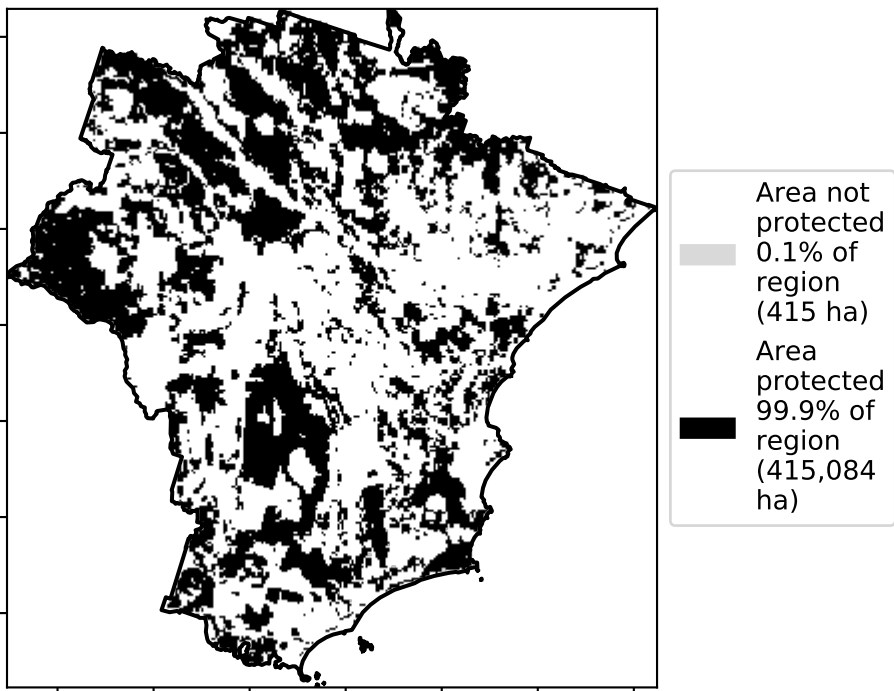 Area not
protected
0.1% of
region
(415 ha)
Area
protected
99.9% of
region
(415,084
ha)